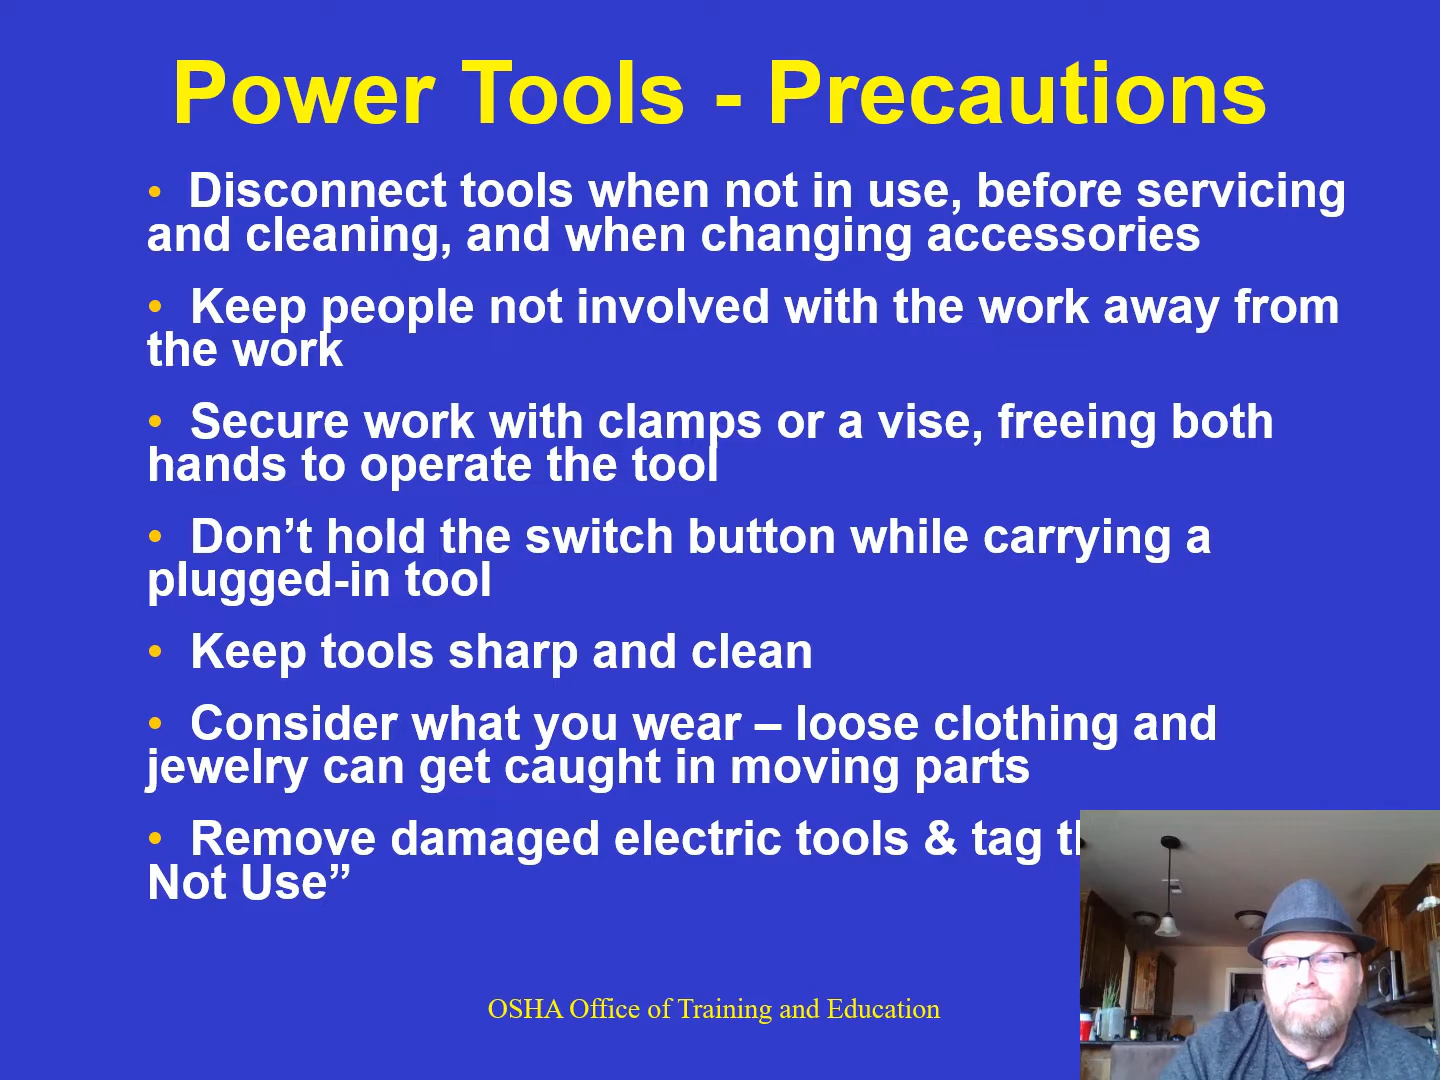 Power Tools - Precautions
• Disconnect tools when not in use, before servicing
and cleaning, and when changing accessories
• Keep people not involved with the work away from
the work
• Secure work with clamps or a vise, freeing both
hands to operate the tool
• Don’t hold the switch button while carrying a
plugged-in tool
• Keep tools sharp and clean
• Consider what you wear – loose clothing and
jewelry can get caught in moving parts
• Remove damaged electric tools & tag
Not Use”
OSHA Office of Training and Education